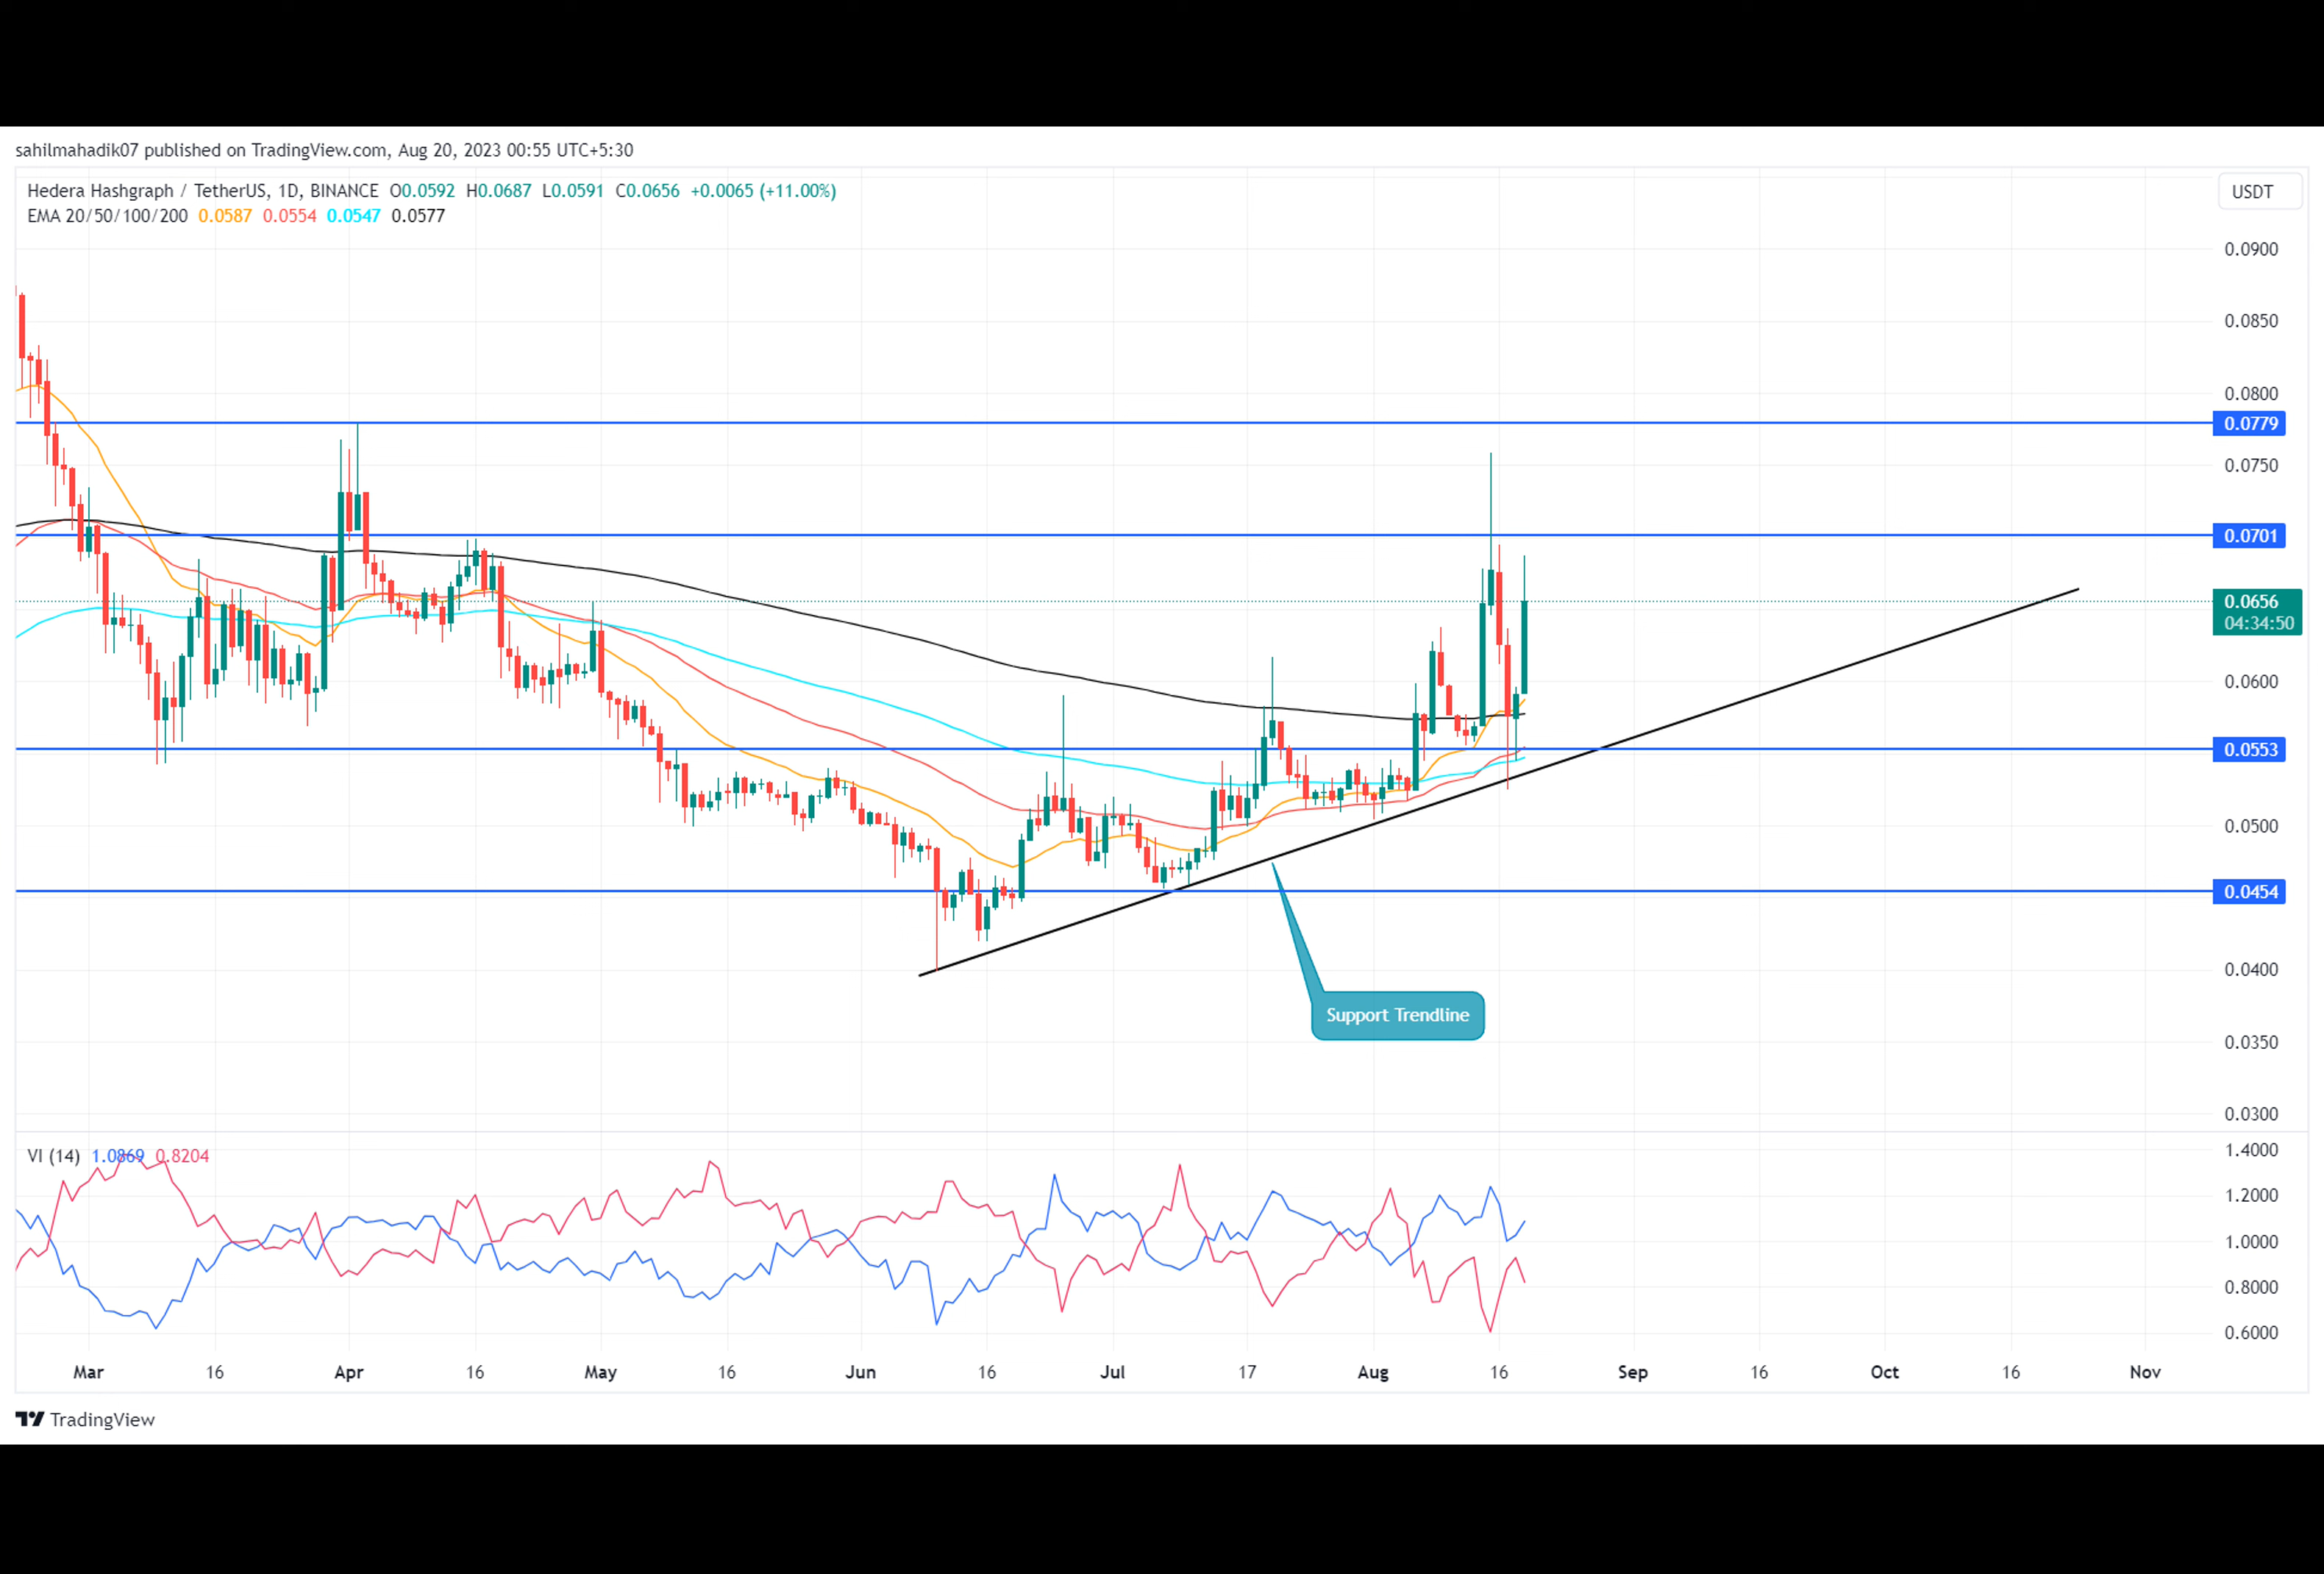 sahilmahadik07 published on TradingView.com, Aug 20, 2023 00:55 UTC+5:30
Hedera Hashgraph / TetherUS, 1D, BINANCE O0.0592 H0.0687 L0.0591 C0.0656 +0.0065 (+11.00%)
USDT
EMA 20/50/100/200 0.0587 0.0554 0.0547 0.0577
0.0900
0.0850
0.0800
0.0779
0.0750
0.0701
0.0656
04:34:50
0.0600
0.0553
0.0500
0.0454
0.0400
Support Trendline
0.0350
0.0300
VI (14) 1.0869 0.8204
1.4000
1.2000
1.0000
0.8000
0.6000
Mar 16 Apr 16 May 16 Jun 16 Jul 17 Aug 16 Sep 16 Oct 16 Nov
TradingView